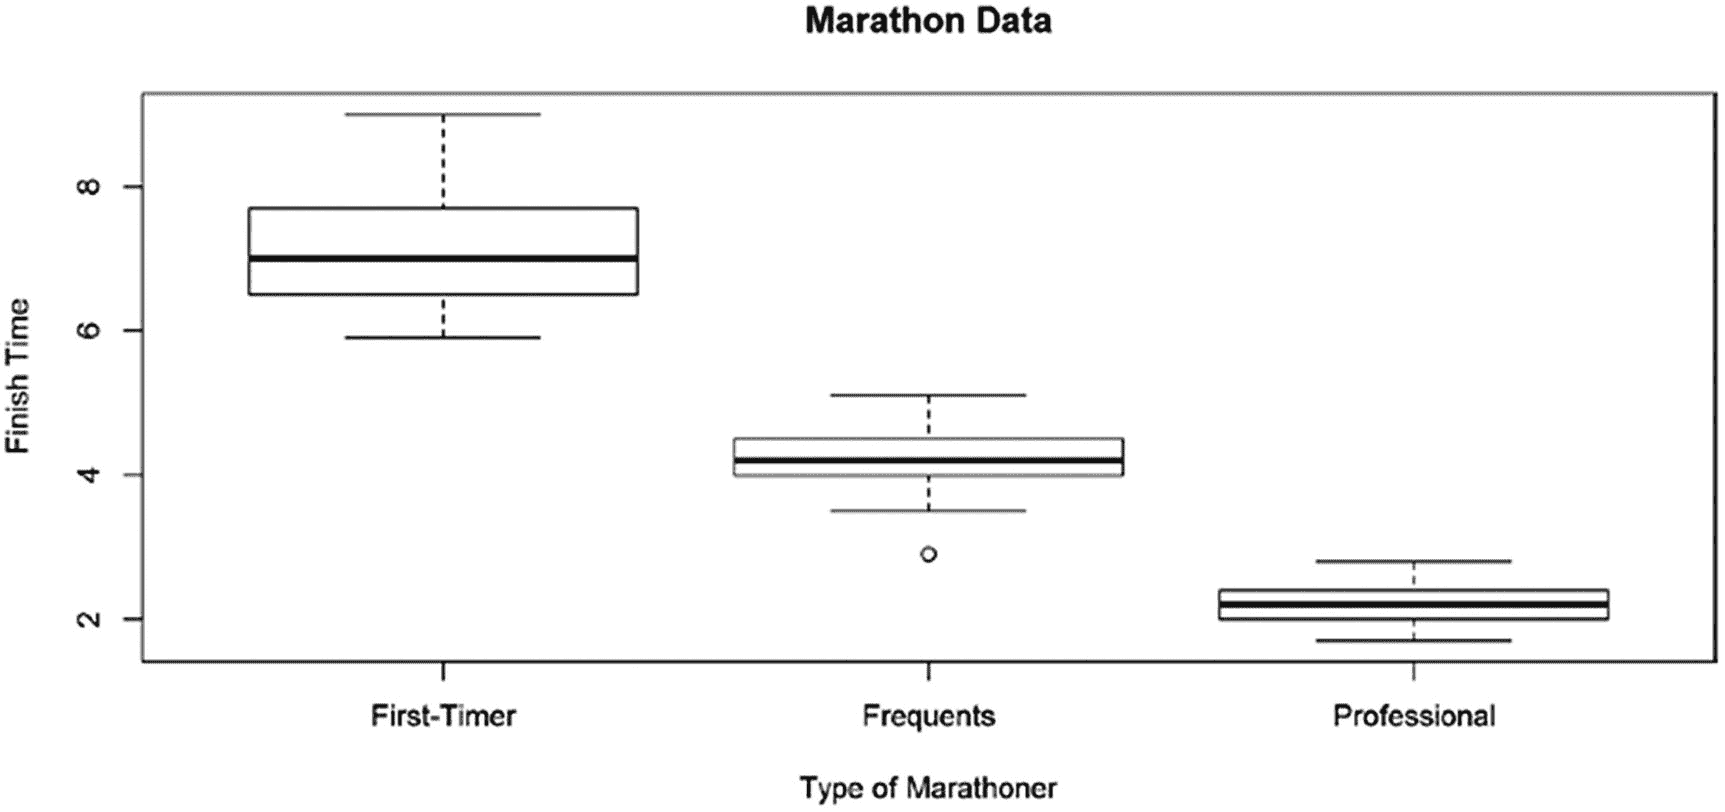 Marathon Data
8
6
4
2
Finish Time
First-Timer
Frequents
Professional
Type of Marathoner